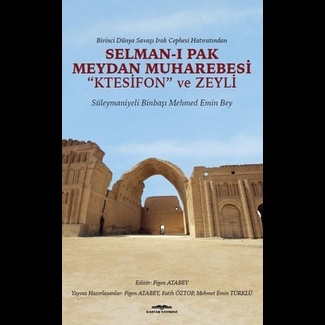 Birinci Dünya Savaşı Irak Cephesi Hatıratından
SELMAN-I PAK
MEYDAN MUHAREBESİ
“KTESİFON” ve ZEYLİ
Süleymaniyeli Binbaşı Mehmed Emin Bey
Editör: Figen ATABEY
Yayına Hazırlayanlar: Figen ATABEY, Fatih ÖZTOP, Mehmet Emin TÜRKLÜ